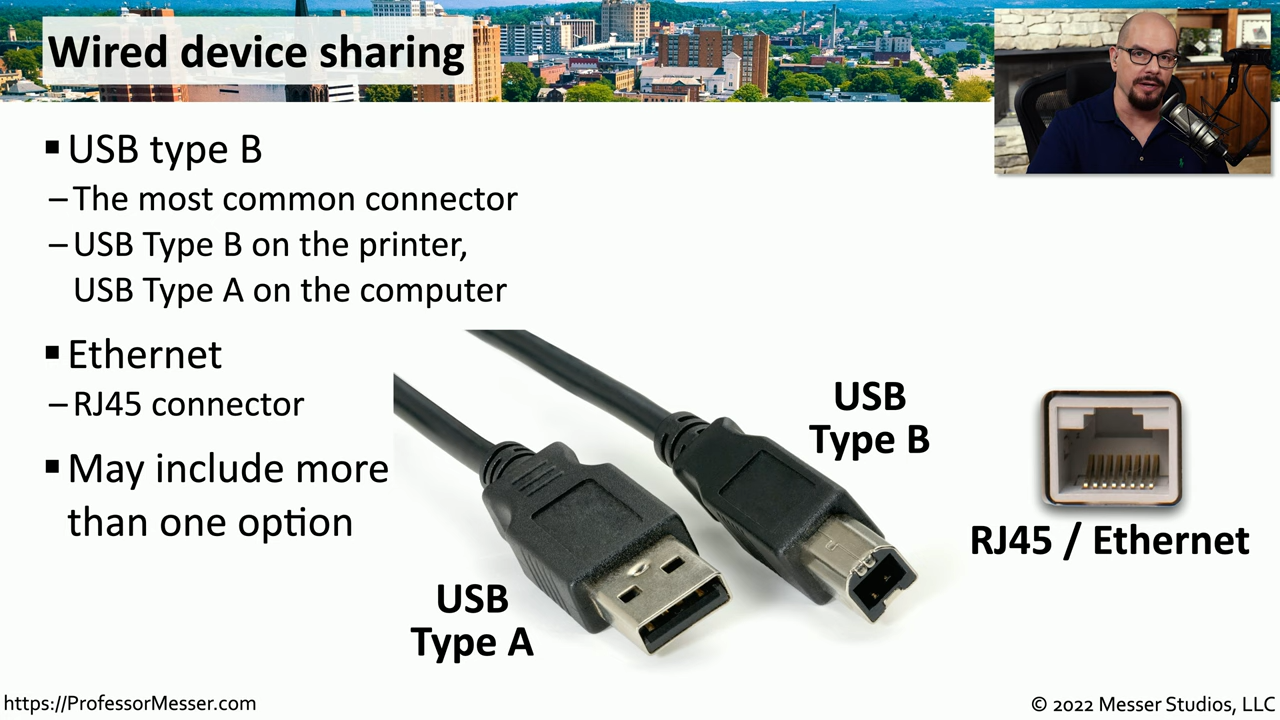 Wired device sharing
▪ USB type B
– The most common connector
– USB Type B on the printer,
USB Type A on the computer
▪ Ethernet
– RJ45 connector
▪ May include more
than one option
USB
Type B
USB
Type A
RJ45 / Ethernet
https://ProfessorMesser.com
© 2022 Messer Studios, LLC